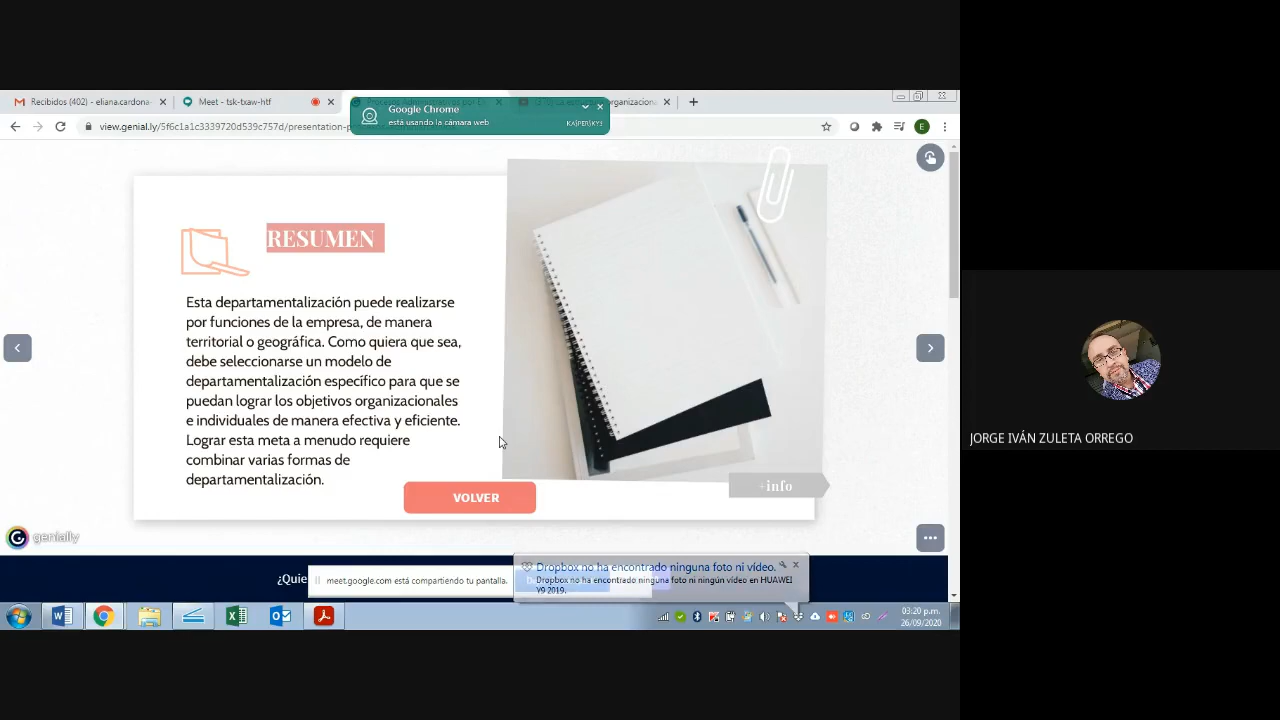 Recibidos (402) - eliana.cardona-
Meet - tsk-txaw-htf
Google Chrome
está usando la cámara web
KASPERSKY
organizacion
view.genial.ly/5f6c1a1c3339720d539c757d/presentation-p
E
RESUMEN
Esta departamentalización puede realizarse
por funciones de la empresa, de manera
territorial o geográfica. Como quiera que sea,
debe seleccionarse un modelo de
departamentalización específico para que se
puedan lograr los objetivos organizacionales
e individuales de manera efectiva y eficiente.
Lograr esta meta a menudo requiere
combinar varias formas de
departamentalización.
+info
VOLVER
genially
¿Quie
meet.google.com está compartiendo tu pantalla.
Dropbox no ha encontrado ninguna foto ni vídeo.
Dropbox no ha encontrado ninguna foto ni ningún vídeo en HUAWEI
Y9 2019.
03:20 p.m.
26/09/2020
JORGE IVÁN ZULETA ORREGO